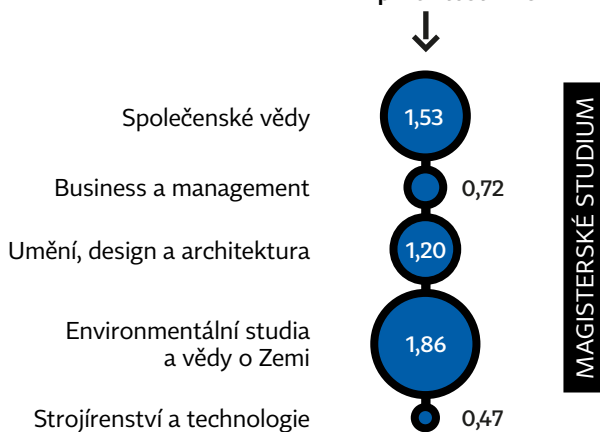 Společenské vědy
1,53
Business a management
0,72
Umění, design a architektura
1,20
Environmentální studia
a vědy o Zemi
1,86
Strojírenství a technologie
0,47
MAGISTERSKÉ STUDIUM